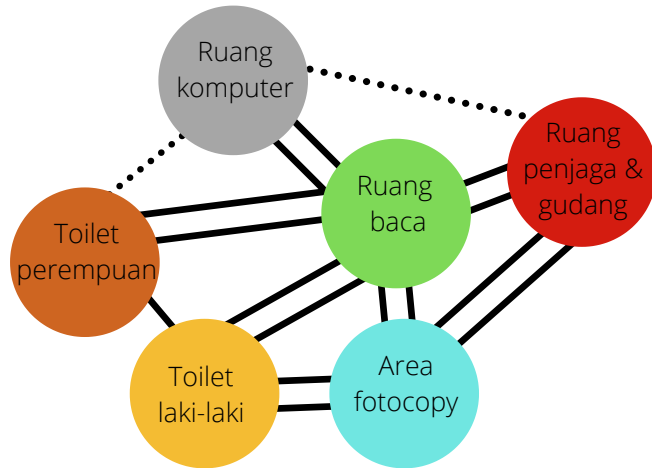 Ruang
komputer
Ruang
penjaga &
gudang
Ruang
baca
Toilet
perempuan
Toilet
laki-laki
Area
fotocopy